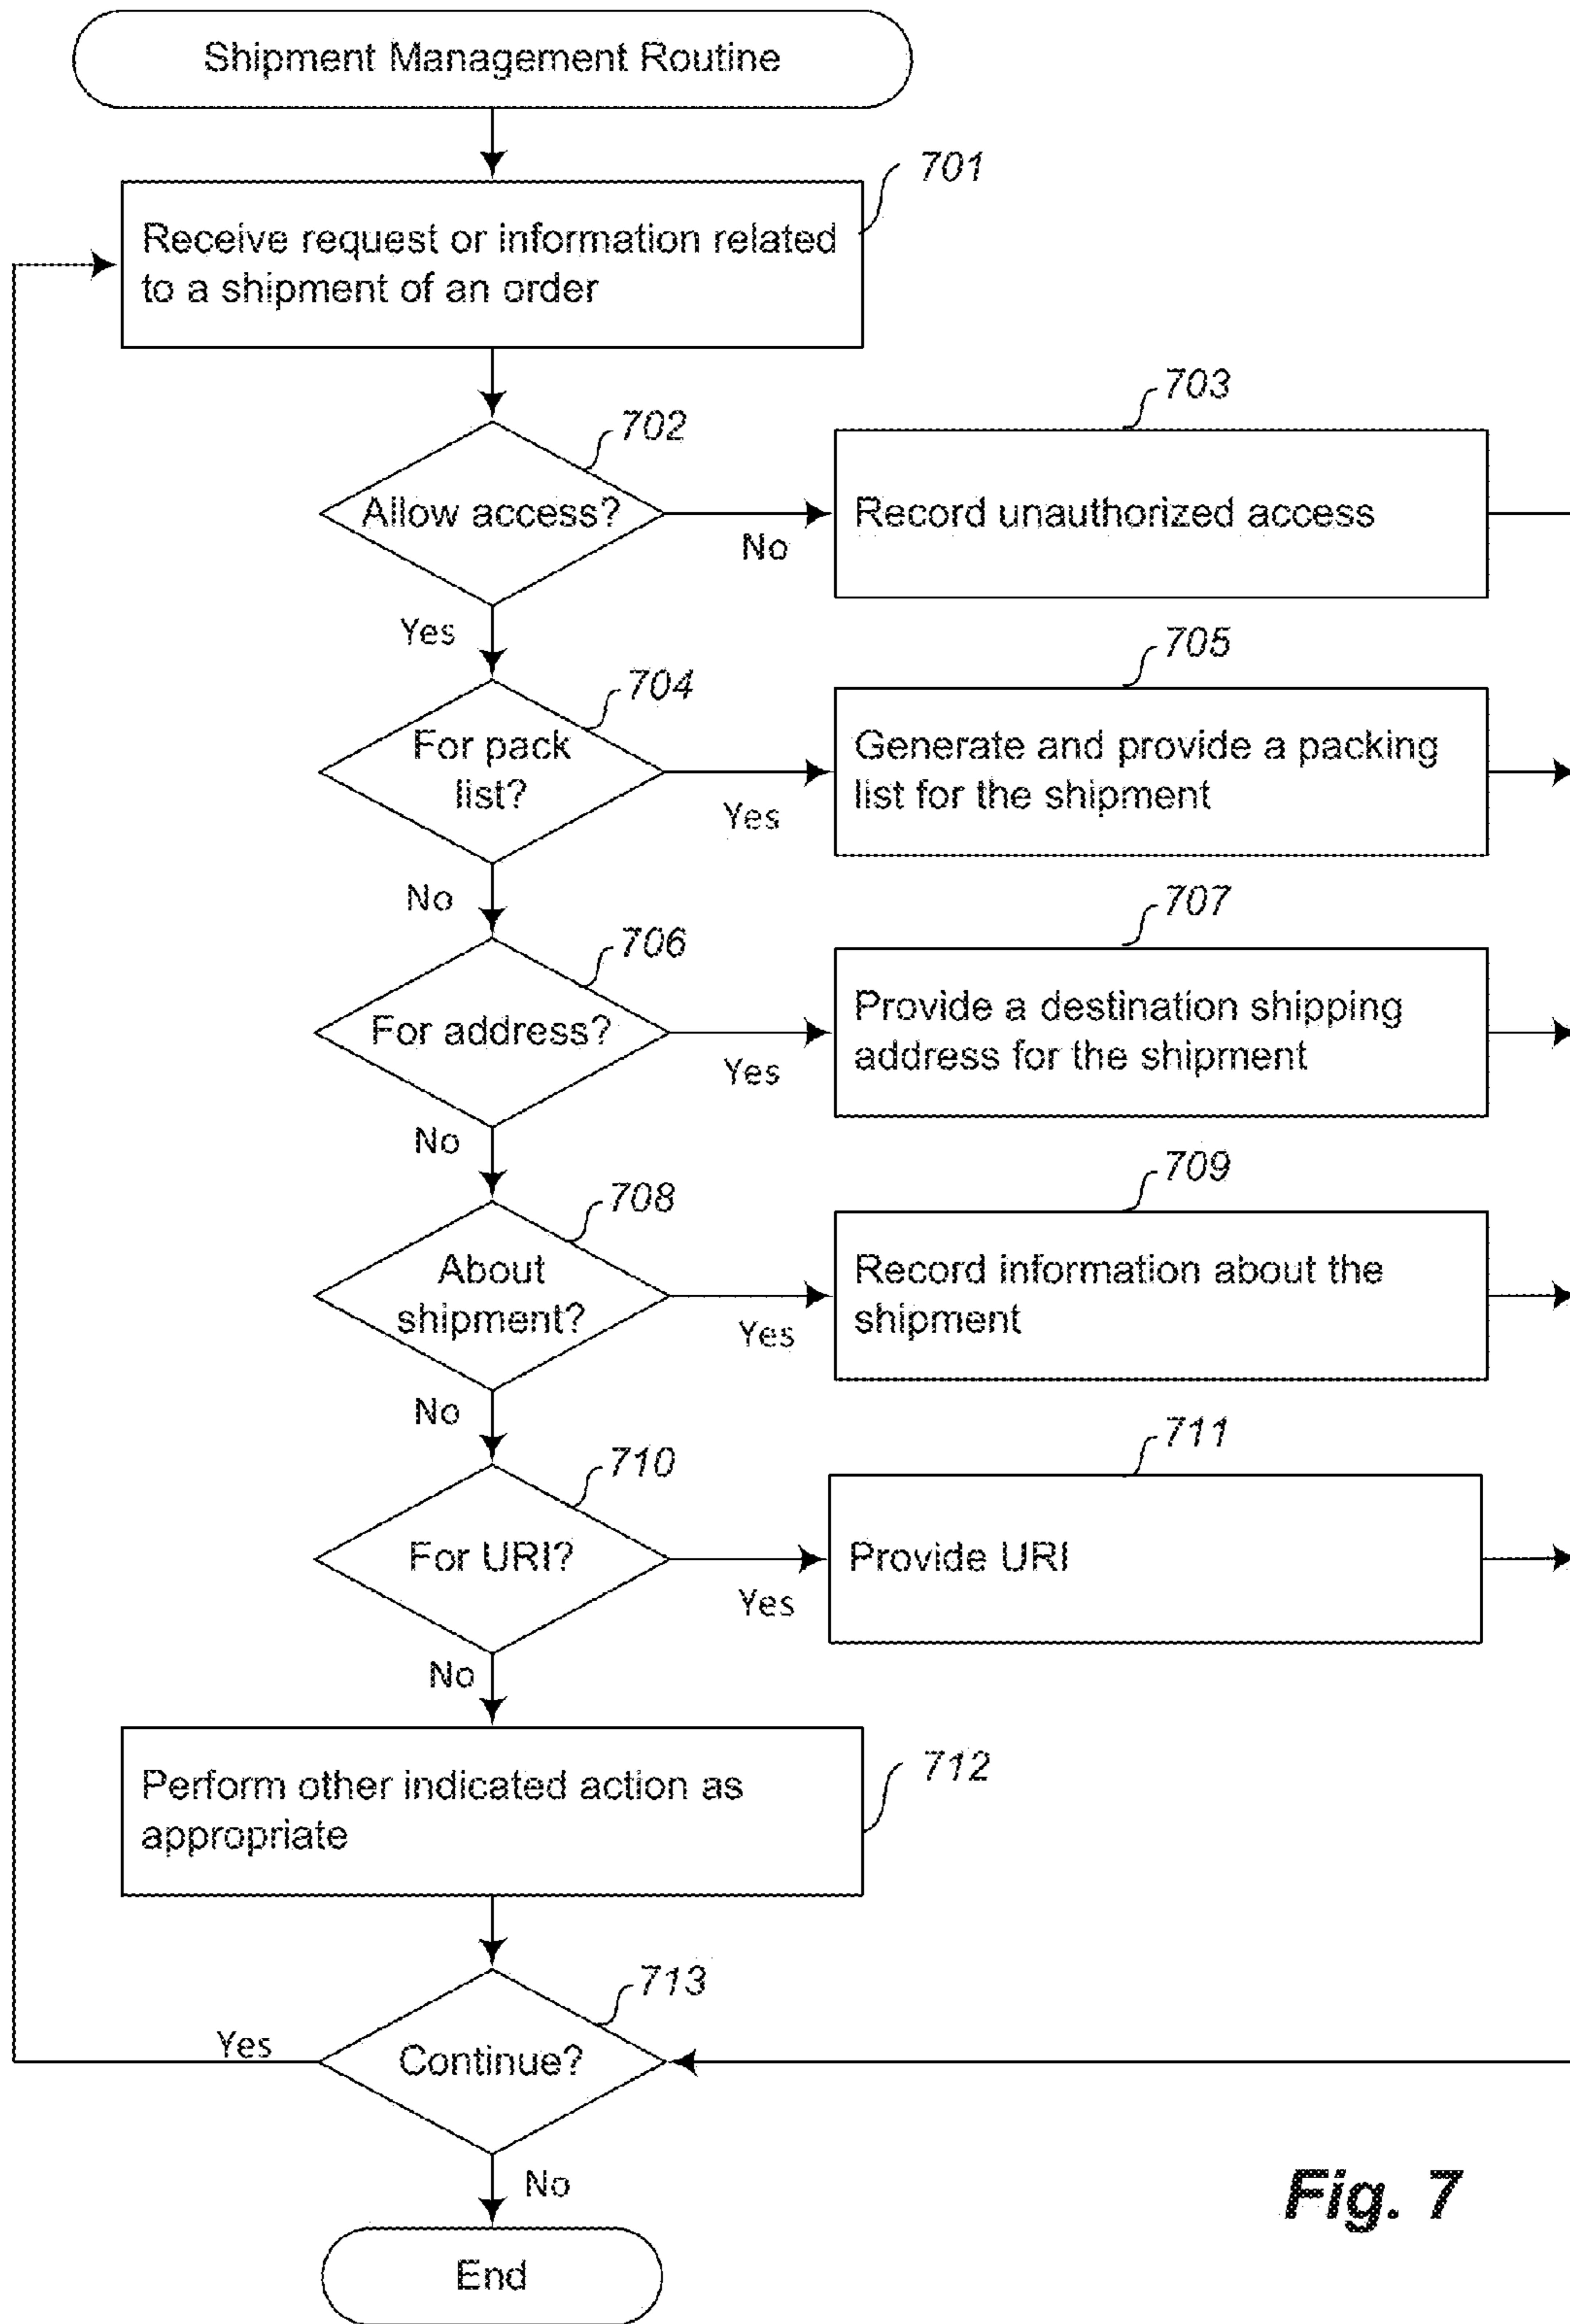 Shipment Management Routine
701
Receive request or information related
to a shipment of an order
702
703
Allow access?
No
Record unauthorized access
Yes
704
705
For pack
list?
Yes
Generate and provide a packing
list for the shipment
No
706
707
For address?
Yes
Provide a destination shipping
address for the shipment
No
708
709
About
shipment?
Yes
Record information about the
shipment
No
710
711
For URI?
Yes
Provide URI
No
712
Perform other indicated action as
appropriate
713
Yes
Continue?
No
End
Fig. 7